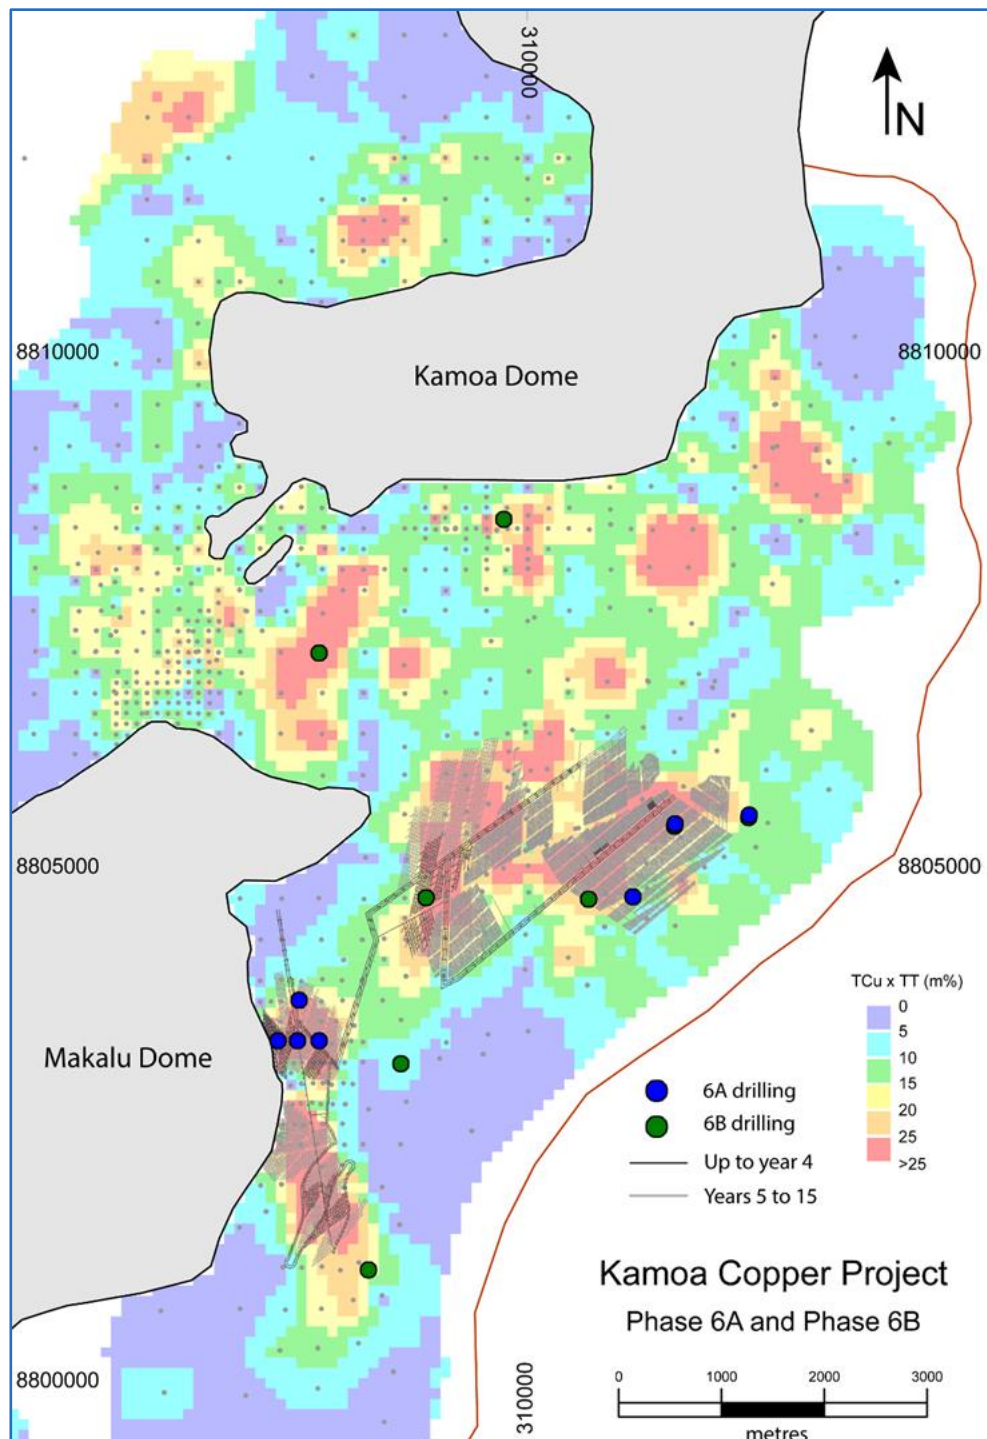 310000
N
8810000
8810000
Kamoa Dome
8805000
8805000
TCu x TT (m%)
0
5
10
15
20
25
>25
Makalu Dome
6A drilling
6B drilling
Up to year 4
Years 5 to 15
Kamoa Copper Project
Phase 6A and Phase 6B
8800000
310000
0
1000
2000
3000
metres